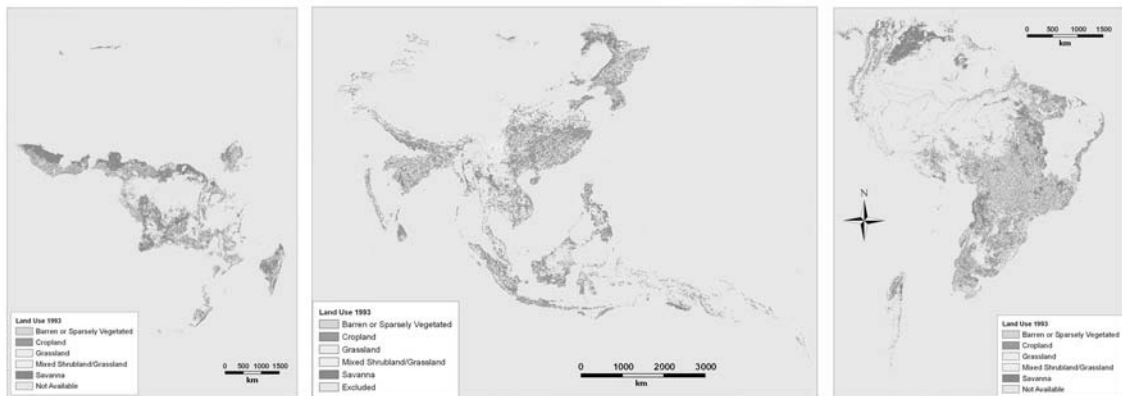 Land Use 1993
Barren or Sparsely Vegetated
Cropland
Grassland
Mixed Shrubland/Grassland
Savanna
Not Available
0 500 1000 1500
km
Land Use 1993
Barren or Sparsely Vegetated
Cropland
Grassland
Mixed Shrubland/Grassland
Savanna
Excluded
0 1000 2000 3000
km
0 500 1000 1500
km
N
Land Use 1993
Barren or Sparsely Vegetated
Cropland
Grassland
Mixed Shrubland/Grassland
Savanna
Not Available